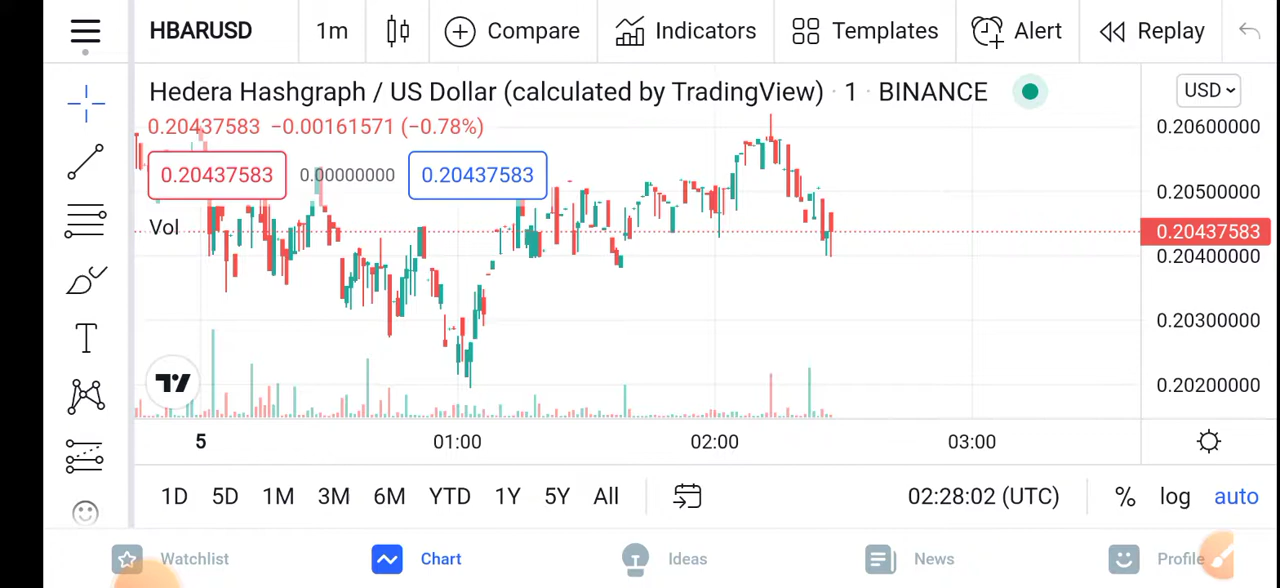 HBARUSD 1m Compare Indicators Templates Alert Replay
Hedera Hashgraph / US Dollar (calculated by TradingView) · 1 · BINANCE
USD
0.20437583 −0.00161571 (−0.78%)
0.20600000
0.20437583 0.00000000 0.20437583
0.20500000
Vol
0.20437583
0.20400000
0.20300000
0.20200000
5 01:00 02:00 03:00
1D 5D 1M 3M 6M YTD 1Y 5Y All 02:28:02 (UTC) % log auto
Watchlist Chart Ideas News Profile